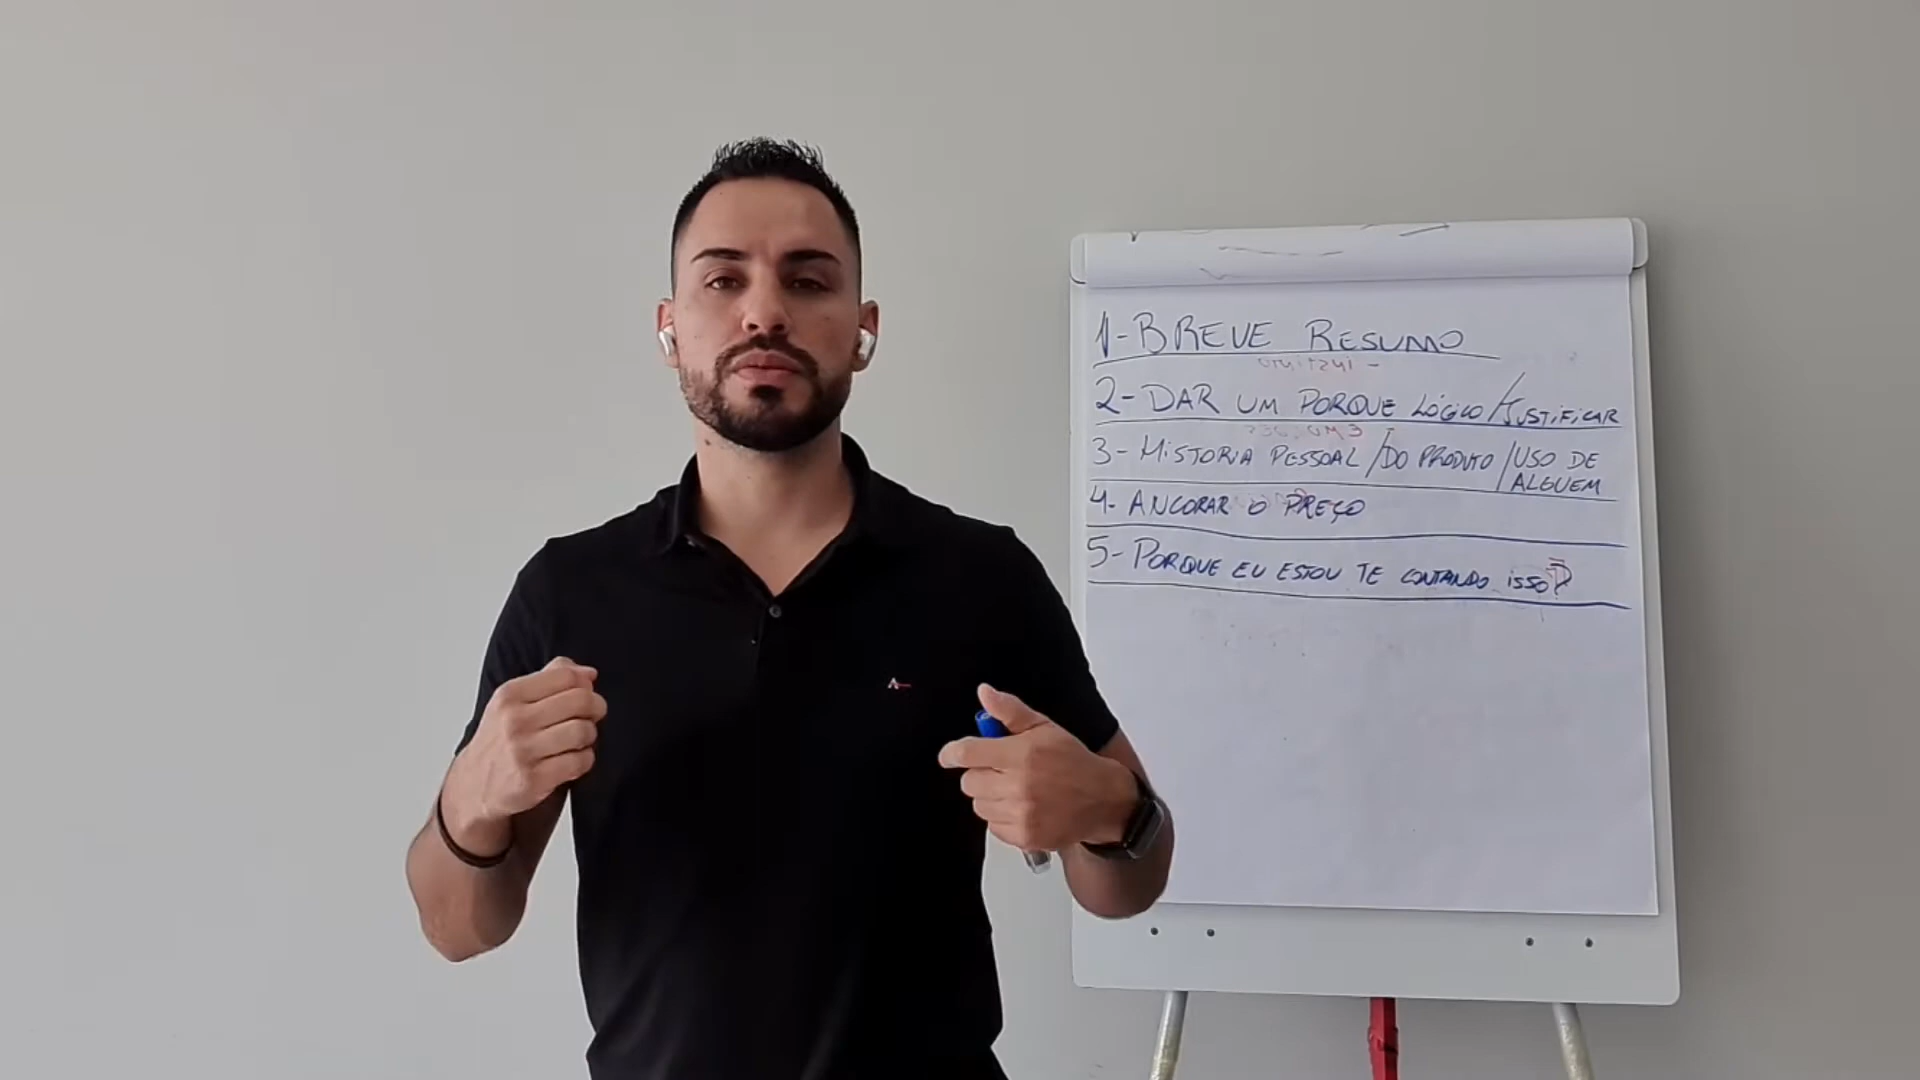 1-BREVE RESUMO
2-DAR UM PORQUE LÓGICO/JUSTIFICAR
3-HISTORIA PESSOAL/DO PRODUTO/USO DE
ALGUEM
4-ANCORAR O PREÇO
5-PORQUE EU ESTOU TE CONTANDO ISSO?